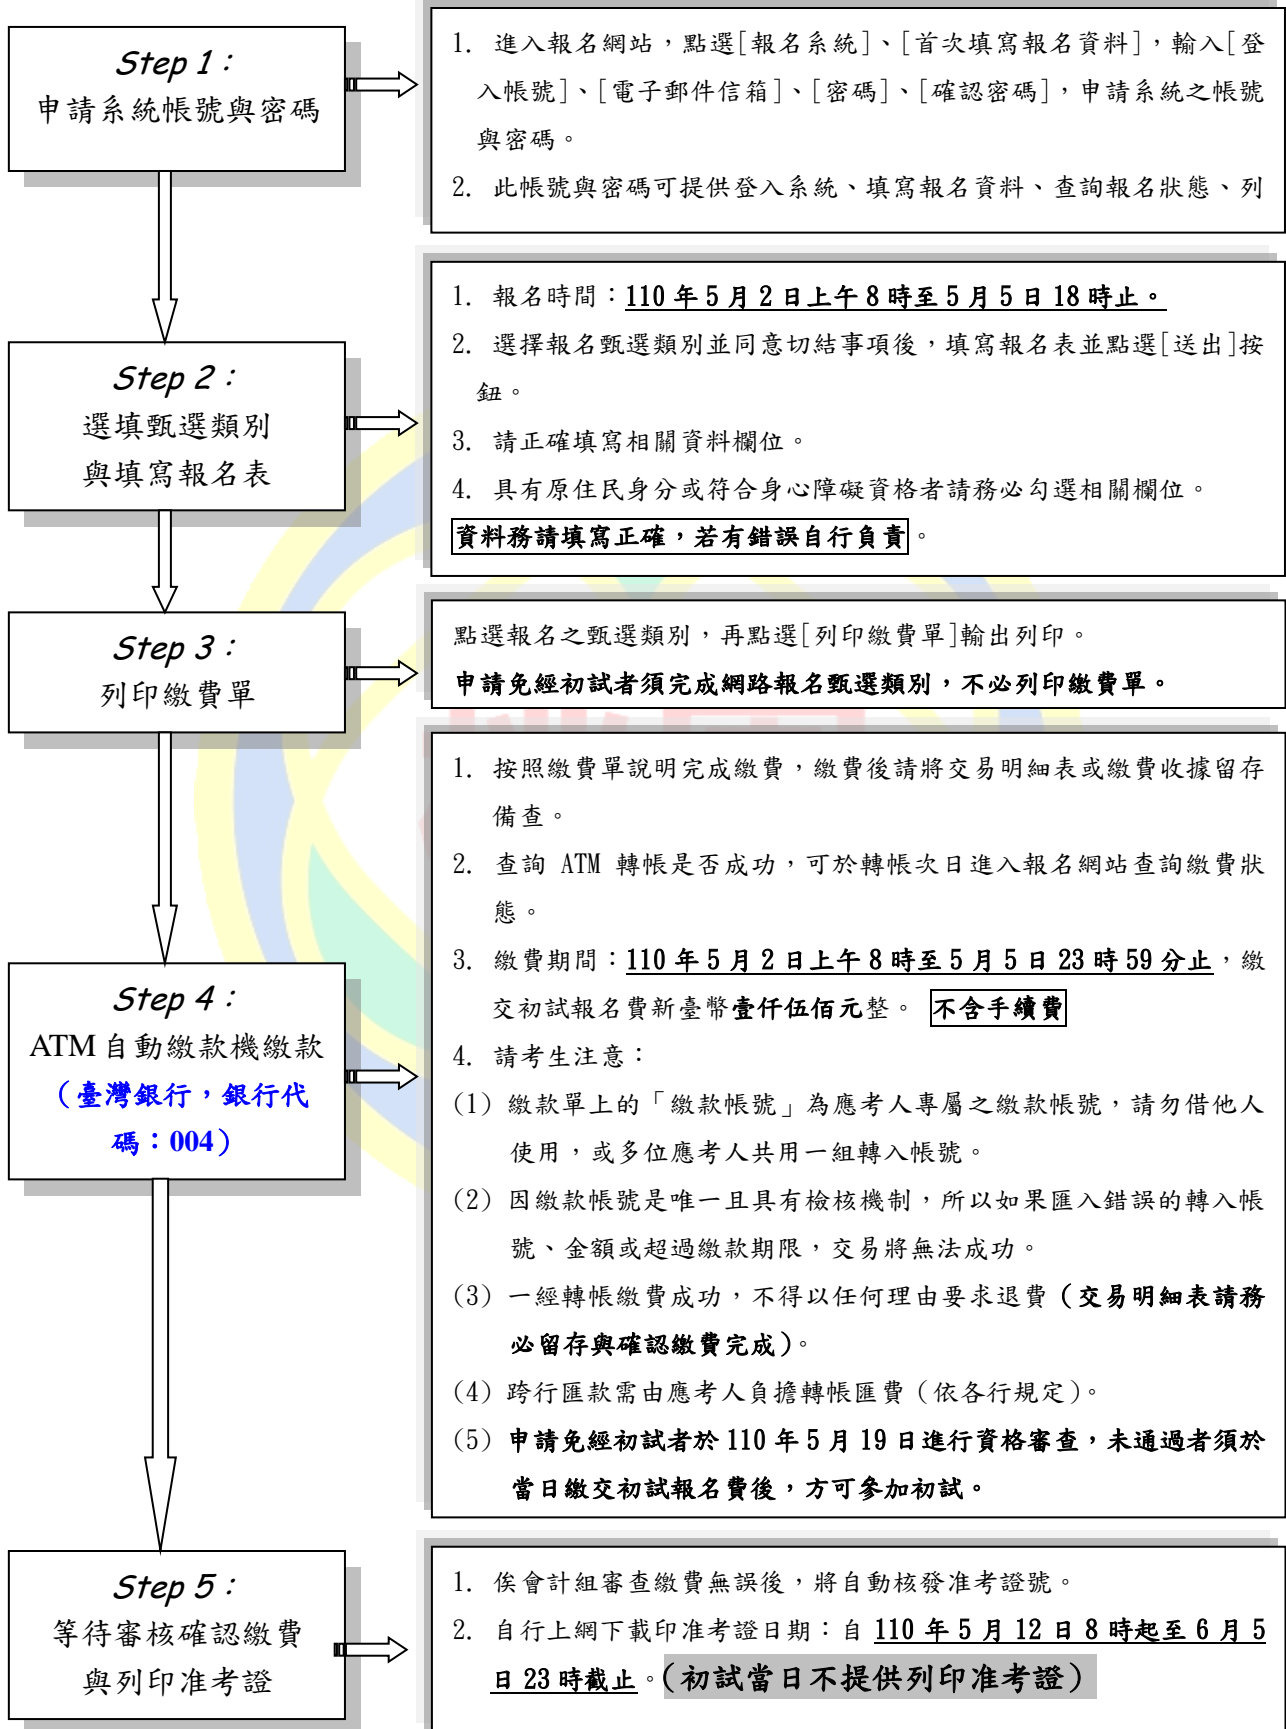 Step 1：
申請系統帳號與密碼
1. 進入報名網站，點選[報名系統]、[首次填寫報名資料]，輸入[登
入帳號]、[電子郵件信箱]、[密碼]、[確認密碼]，申請系統之帳號
與密碼。
2. 此帳號與密碼可提供登入系統、填寫報名資料、查詢報名狀態、列
Step 2：
選填甄選類別
與填寫報名表
1. 報名時間：110 年 5 月 2 日上午 8 時至 5 月 5 日 18 時止。
2. 選擇報名甄選類別並同意切結事項後，填寫報名表並點選[送出]按
鈕。
3. 請正確填寫相關資料欄位。
4. 具有原住民身分或符合身心障礙資格者請務必勾選相關欄位。
資料務請填寫正確，若有錯誤自行負責。
Step 3：
列印繳費單
點選報名之甄選類別，再點選[列印繳費單]輸出列印。
申請免經初試者須完成網路報名甄選類別，不必列印繳費單。
Step 4：
ATM 自動繳款機繳款
（臺灣銀行，銀行代
碼：004）
1. 按照繳費單說明完成繳費，繳費後請將交易明細表或繳費收據留存
備查。
2. 查詢 ATM 轉帳是否成功，可於轉帳次日進入報名網站查詢繳費狀
態。
3. 繳費期間：110 年 5 月 2 日上午 8 時至 5 月 5 日 23 時 59 分止，繳
交初試報名費新臺幣壹仟伍佰元整。 不含手續費
4. 請考生注意：
(1) 繳款單上的「繳款帳號」為應考人專屬之繳款帳號，請勿借他人
使用，或多位應考人共用一組轉入帳號。
(2) 因繳款帳號是唯一且具有檢核機制，所以如果匯入錯誤的轉入帳
號、金額或超過繳款期限，交易將無法成功。
(3) 一經轉帳繳費成功，不得以任何理由要求退費（交易明細表請務
必留存與確認繳費完成）。
(4) 跨行匯款需由應考人負擔轉帳匯費（依各行規定）。
(5) 申請免經初試者於 110 年 5 月 19 日進行資格審查，未通過者須於
當日繳交初試報名費後，方可參加初試。
Step 5：
等待審核確認繳費
與列印准考證
1. 俟會計組審查繳費無誤後，將自動核發准考證號。
2. 自行上網下載印准考證日期：自 110 年 5 月 12 日 8 時起至 6 月 5
日 23 時截止。（初試當日不提供列印准考證）